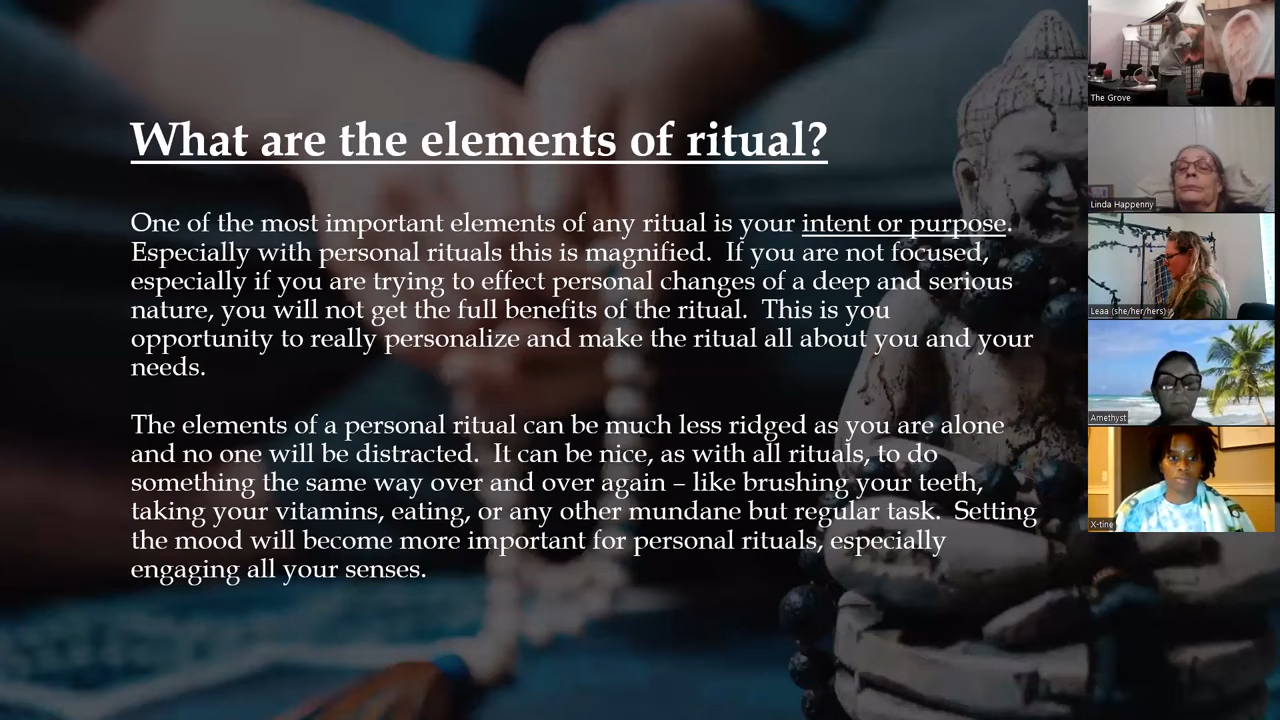 What are the elements of ritual?
One of the most important elements of any ritual is your intent or purpose.
Especially with personal rituals this is magnified.  If you are not focused,
especially if you are trying to effect personal changes of a deep and serious
nature, you will not get the full benefits of the ritual.  This is you
opportunity to really personalize and make the ritual all about you and your
needs.
The elements of a personal ritual can be much less ridged as you are alone
and no one will be distracted.  It can be nice, as with all rituals, to do
something the same way over and over again – like brushing your teeth,
taking your vitamins, eating, or any other mundane but regular task.  Setting
the mood will become more important for personal rituals, especially
engaging all your senses.
The Grove
Linda Happenny
Leaa (she/her/hers)
Amethyst
X-tine